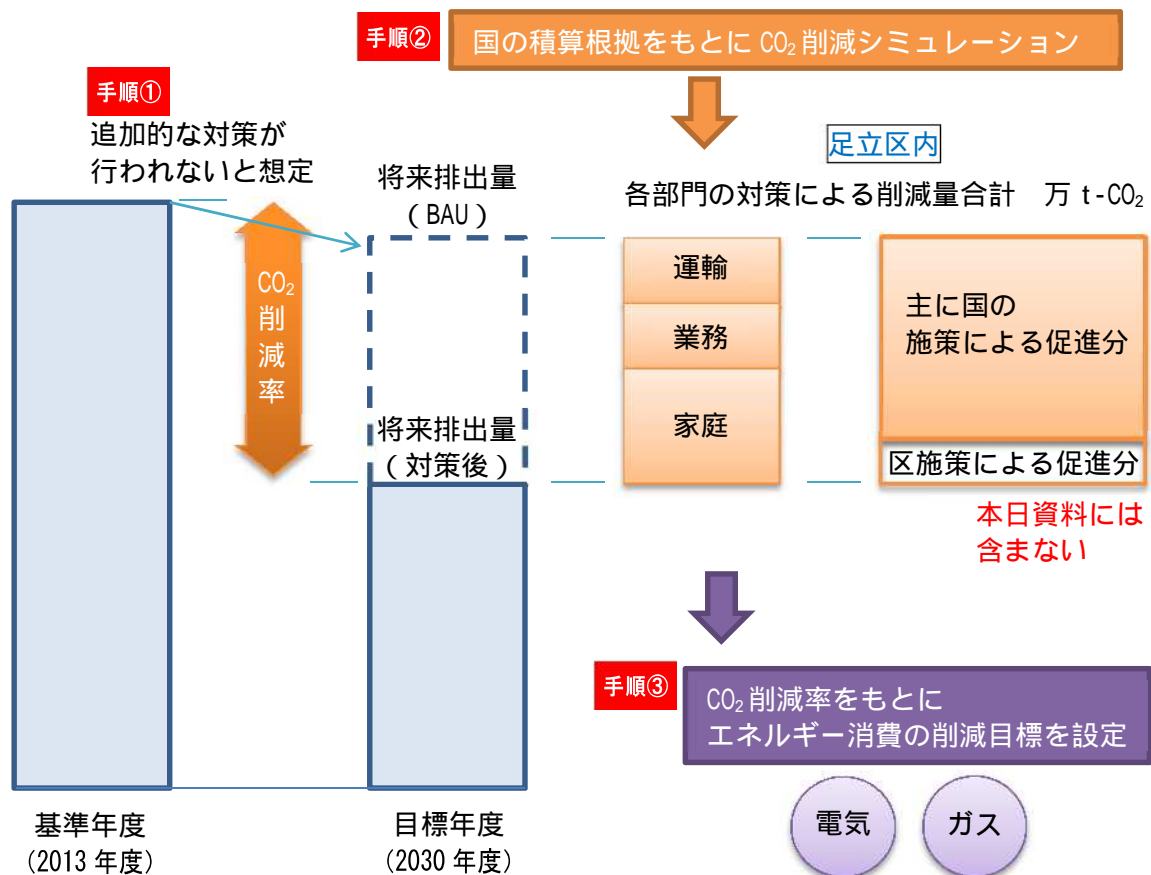 手順②
国の積算根拠をもとに CO₂削減シミュレーション
手順①
追加的な対策が
行われないと想定
足立区内
将来排出量
(BAU)
各部門の対策による削減量合計　万 t-CO₂
CO₂
削
減
率
運輸
業務
家庭
主に国の
施策による促進分
区施策による促進分
将来排出量
(対策後)
本日資料には
含まない
手順③
CO₂削減率をもとに
エネルギー消費の削減目標を設定
電気
ガス
基準年度
(2013 年度)
目標年度
(2030 年度)